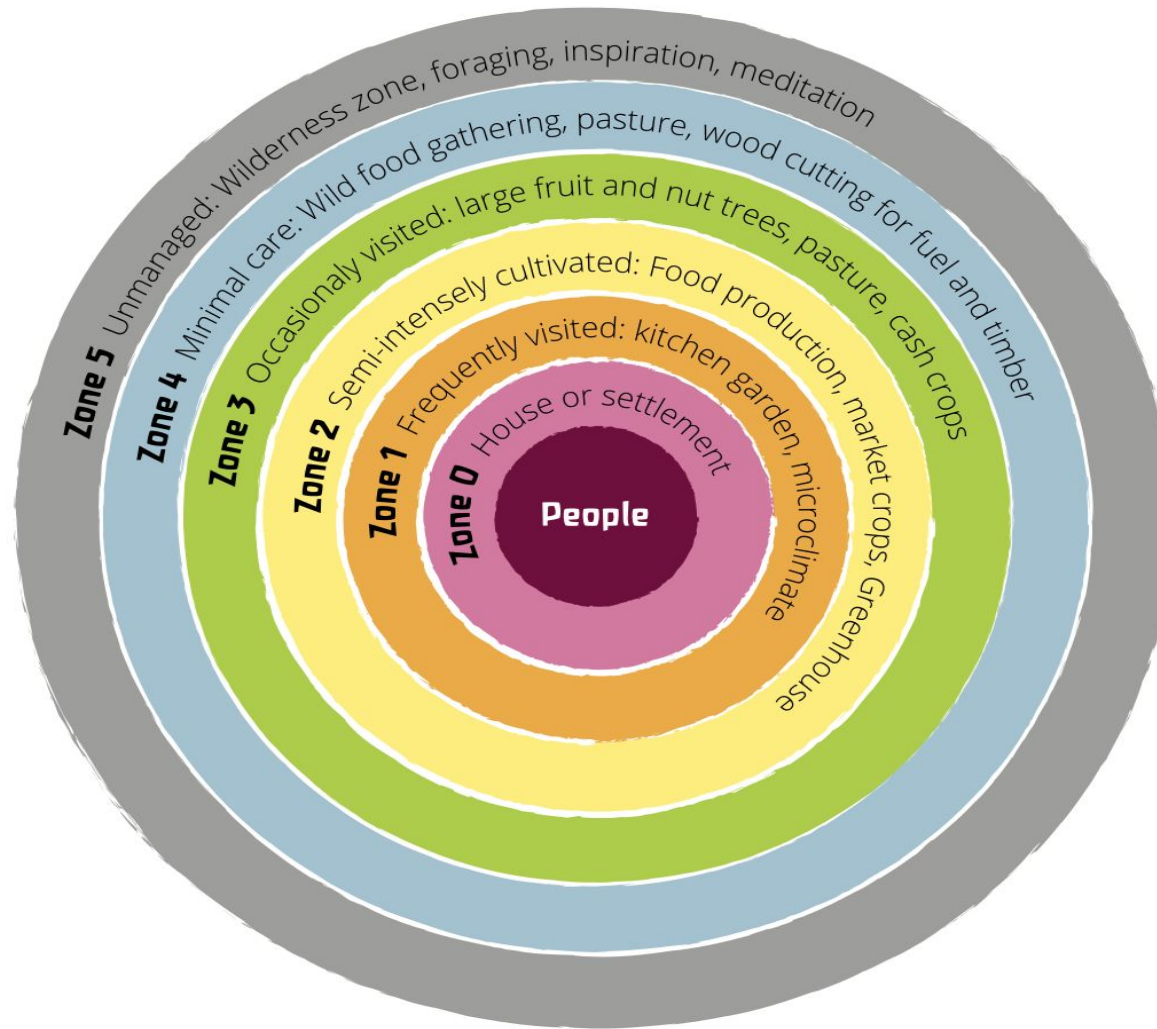 Zone 5 Unmanaged: Wilderness zone, foraging, inspiration, meditation
Zone 4 Minimal care: Wild food gathering, pasture, wood cutting for fuel and timber
Zone 3 Occasionaly visited: large fruit and nut trees, pasture, cash crops
Zone 2 Semi-intensely cultivated: Food production, market crops, Greenhouse
Zone 1 Frequently visited: kitchen garden, microclimate
Zone 0 House or settlement
People